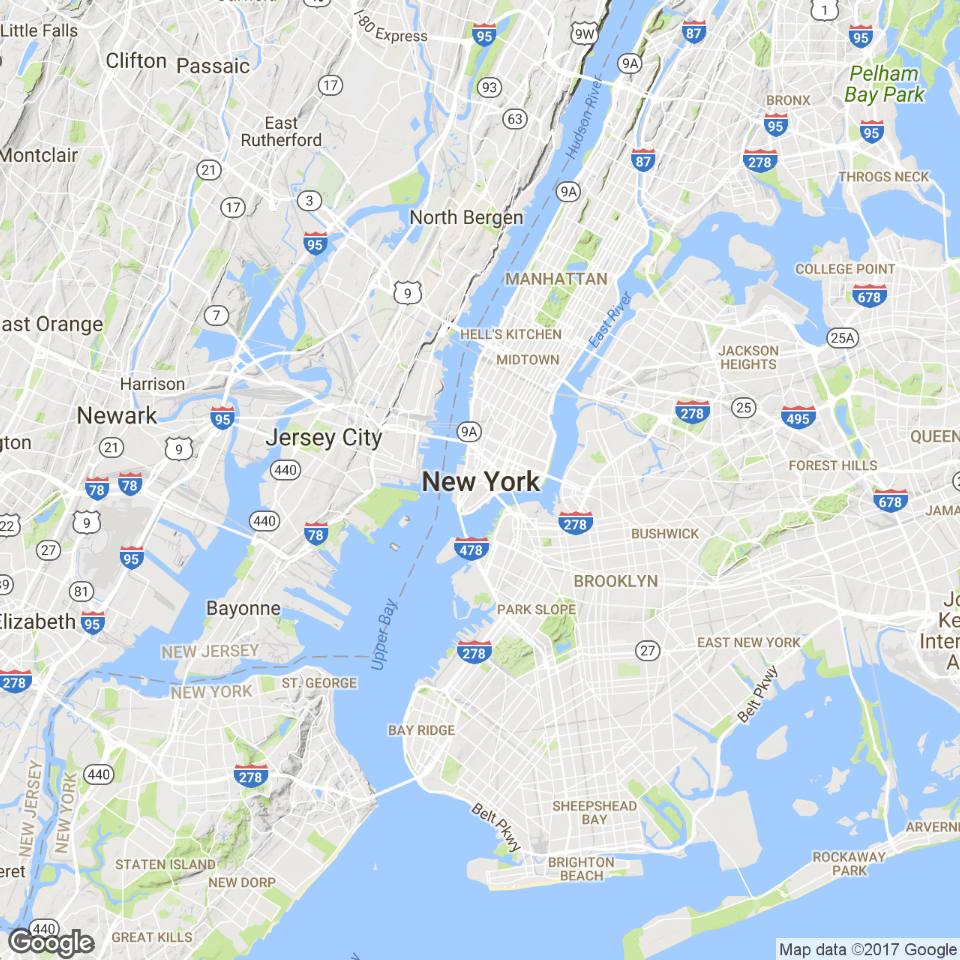 Little Falls
I-80 Express
95
9W
87
1
95
Clifton
Passaic
9A
Pelham
Bay Park
17
93
BRONX
East
Rutherford
63
Hudson River
95
95
Montclair
21
87
278
THROGS NECK
17
3
9A
North Bergen
95
MANHATTAN
COLLEGE POINT
9
678
7
East River
ast Orange
HELL'S KITCHEN
25A
MIDTOWN
JACKSON
HEIGHTS
Harrison
Newark
95
278
25
495
9A
Jersey City
QUEEN
gton
21
9
440
FOREST HILLS
78
78
New York
678
JAMA
22
9
440
78
278
BUSHWICK
27
95
478
89
81
BROOKLYN
Bayonne
PARK SLOPE
Jo
Ke
Inter
A
Elizabeth
95
Upper Bay
NEW JERSEY
278
27
EAST NEW YORK
278
NEW YORK
ST. GEORGE
Belt Pkwy
BAY RIDGE
440
278
NEW JERSEY
NEW YORK
Belt Pkwy
SHEEPSHEAD
BAY
ARVERNE
STATEN ISLAND
BRIGHTON
BEACH
ROCKAWAY
PARK
eret
NEW DORP
440
GREAT KILLS
Google
Map data ©2017 Google